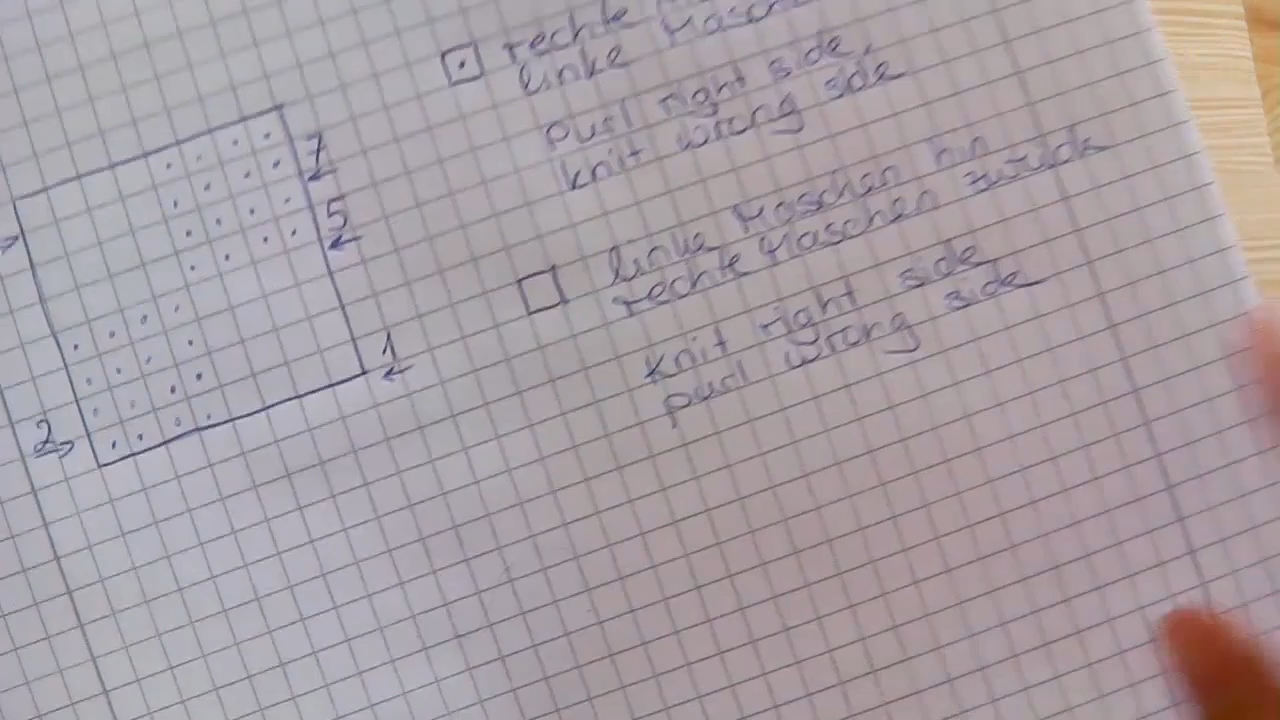 rechte
linke Masch
purl right side,
knit wrong side
linke Maschen hin
rechte Maschen zurück
knit right side
purl wrong side
7
5
1
2